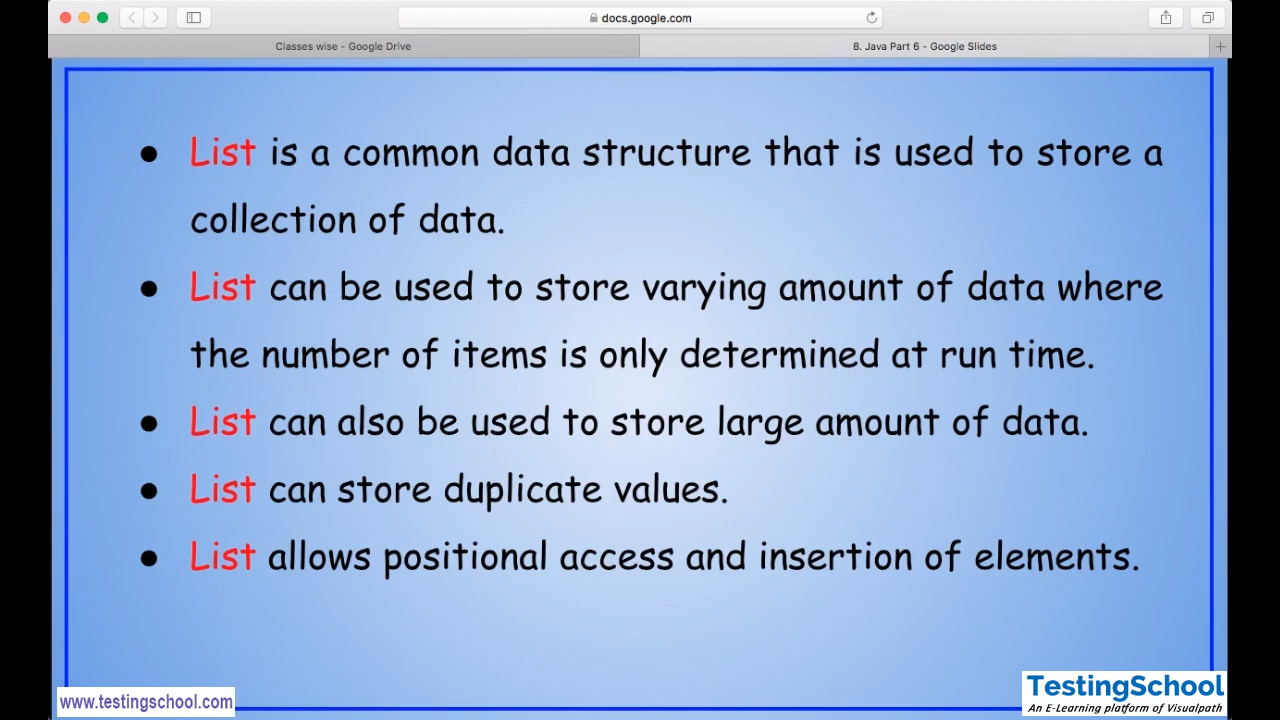 docs.google.com
Classes wise - Google Drive
8. Java Part 6 - Google Slides
● List is a common data structure that is used to store a
collection of data.
● List can be used to store varying amount of data where
the number of items is only determined at run time.
● List can also be used to store large amount of data.
● List can store duplicate values.
● List allows positional access and insertion of elements.
www.testingschool.com
TestingSchool
An E-Learning platform of Visualpath